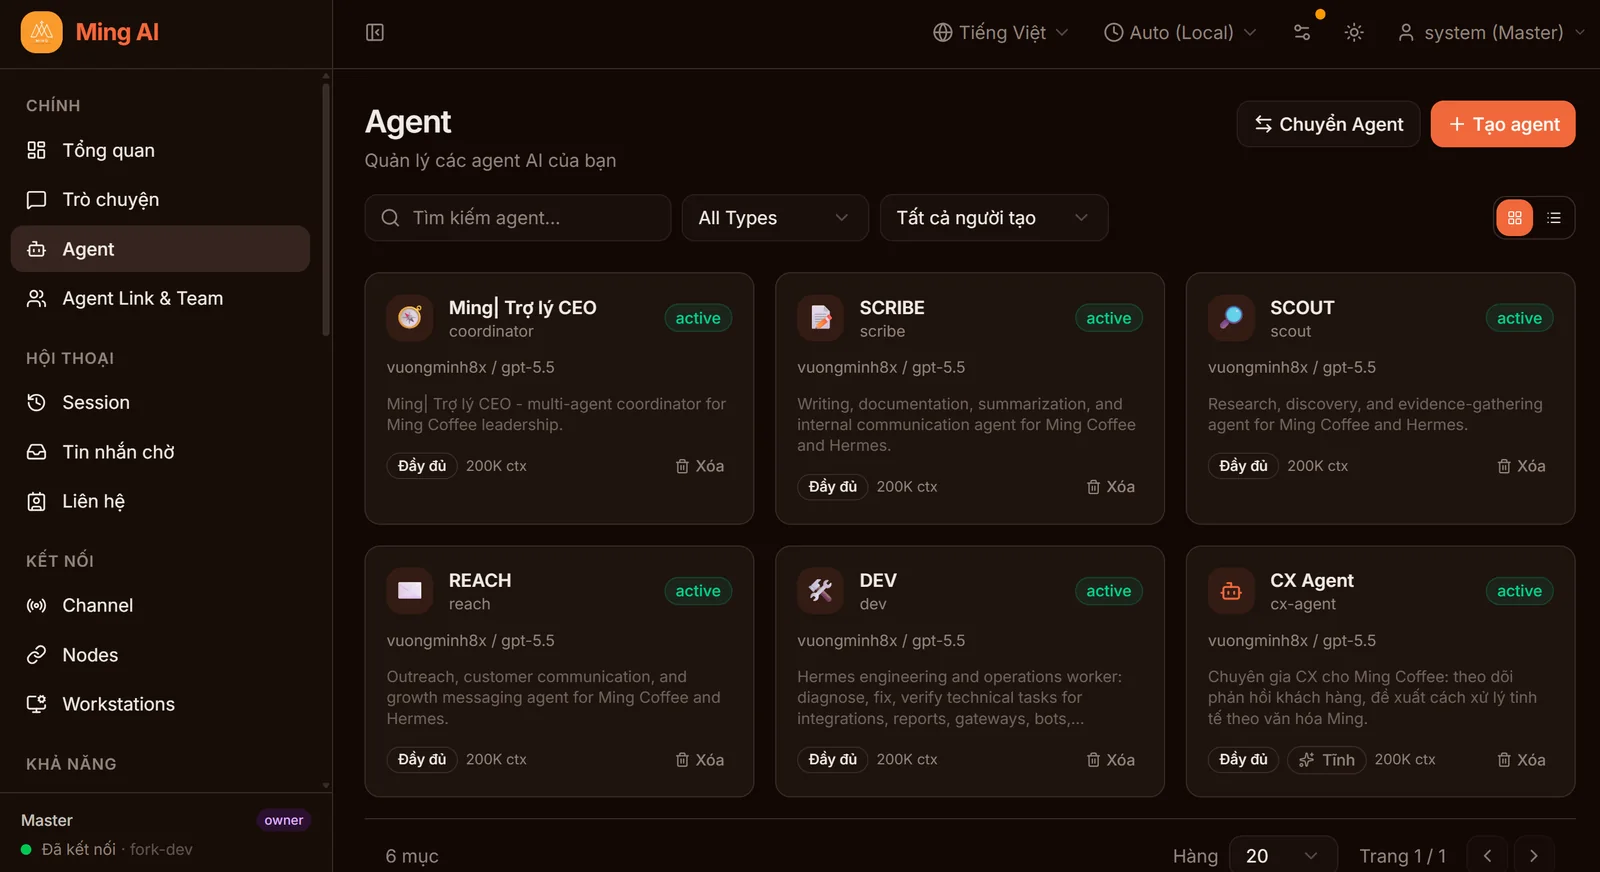 Ming AI
Tiếng Việt
Auto (Local)
system (Master)
CHÍNH
Tổng quan
Trò chuyện
Agent
Agent Link & Team
HỘI THOẠI
Session
Tin nhắn chờ
Liên hệ
KẾT NỐI
Channel
Nodes
Workstations
KHẢ NĂNG
Master
owner
Đã kết nối · fork-dev
Agent
Quản lý các agent AI của bạn
Chuyển Agent
+ Tạo agent
Tìm kiếm agent...
All Types
Tất cả người tạo
Ming| Trợ lý CEO
coordinator
active
vuongminh8x / gpt-5.5
Ming| Trợ lý CEO - multi-agent coordinator for
Ming Coffee leadership.
Đầy đủ
200K ctx
Xóa
SCRIBE
scribe
active
vuongminh8x / gpt-5.5
Writing, documentation, summarization, and
internal communication agent for Ming Coffee
and Hermes.
Đầy đủ
200K ctx
Xóa
SCOUT
scout
active
vuongminh8x / gpt-5.5
Research, discovery, and evidence-gathering
agent for Ming Coffee and Hermes.
Đầy đủ
200K ctx
Xóa
REACH
reach
active
vuongminh8x / gpt-5.5
Outreach, customer communication, and
growth messaging agent for Ming Coffee and
Hermes.
Đầy đủ
200K ctx
Xóa
DEV
dev
active
vuongminh8x / gpt-5.5
Hermes engineering and operations worker:
diagnose, fix, verify technical tasks for
integrations, reports, gateways, bots,...
Đầy đủ
200K ctx
Xóa
CX Agent
cx-agent
active
vuongminh8x / gpt-5.5
Chuyên gia CX cho Ming Coffee: theo dõi
phản hồi khách hàng, đề xuất cách xử lý tinh
tế theo văn hóa Ming.
Đầy đủ
Tĩnh
200K ctx
Xóa
6 mục
Hàng
20
Trang 1 / 1